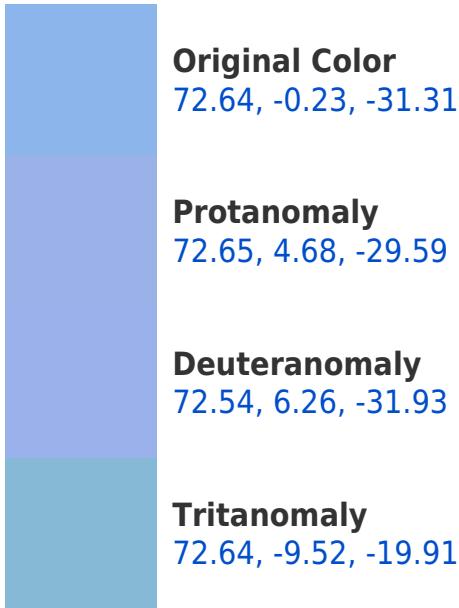 Original Color
72.64, -0.23, -31.31
Protanomaly
72.65, 4.68, -29.59
Deuteranomaly
72.54, 6.26, -31.93
Tritanomaly
72.64, -9.52, -19.91